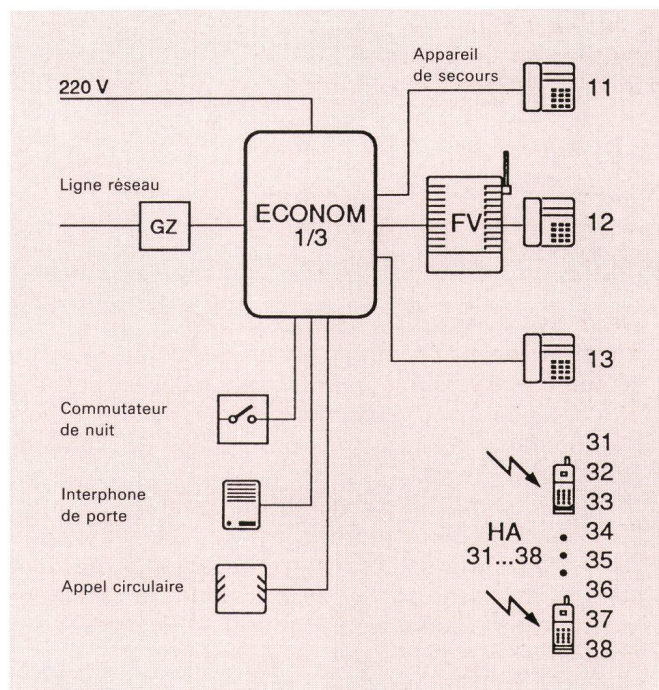 Appareil
de secours
11
220 V
Ligne réseau
GZ
ECONOM
1/3
FV
12
13
Commutateur
de nuit
Interphone
de porte
Appel circulaire
HA
31...38
31
32
33
34
35
36
37
38